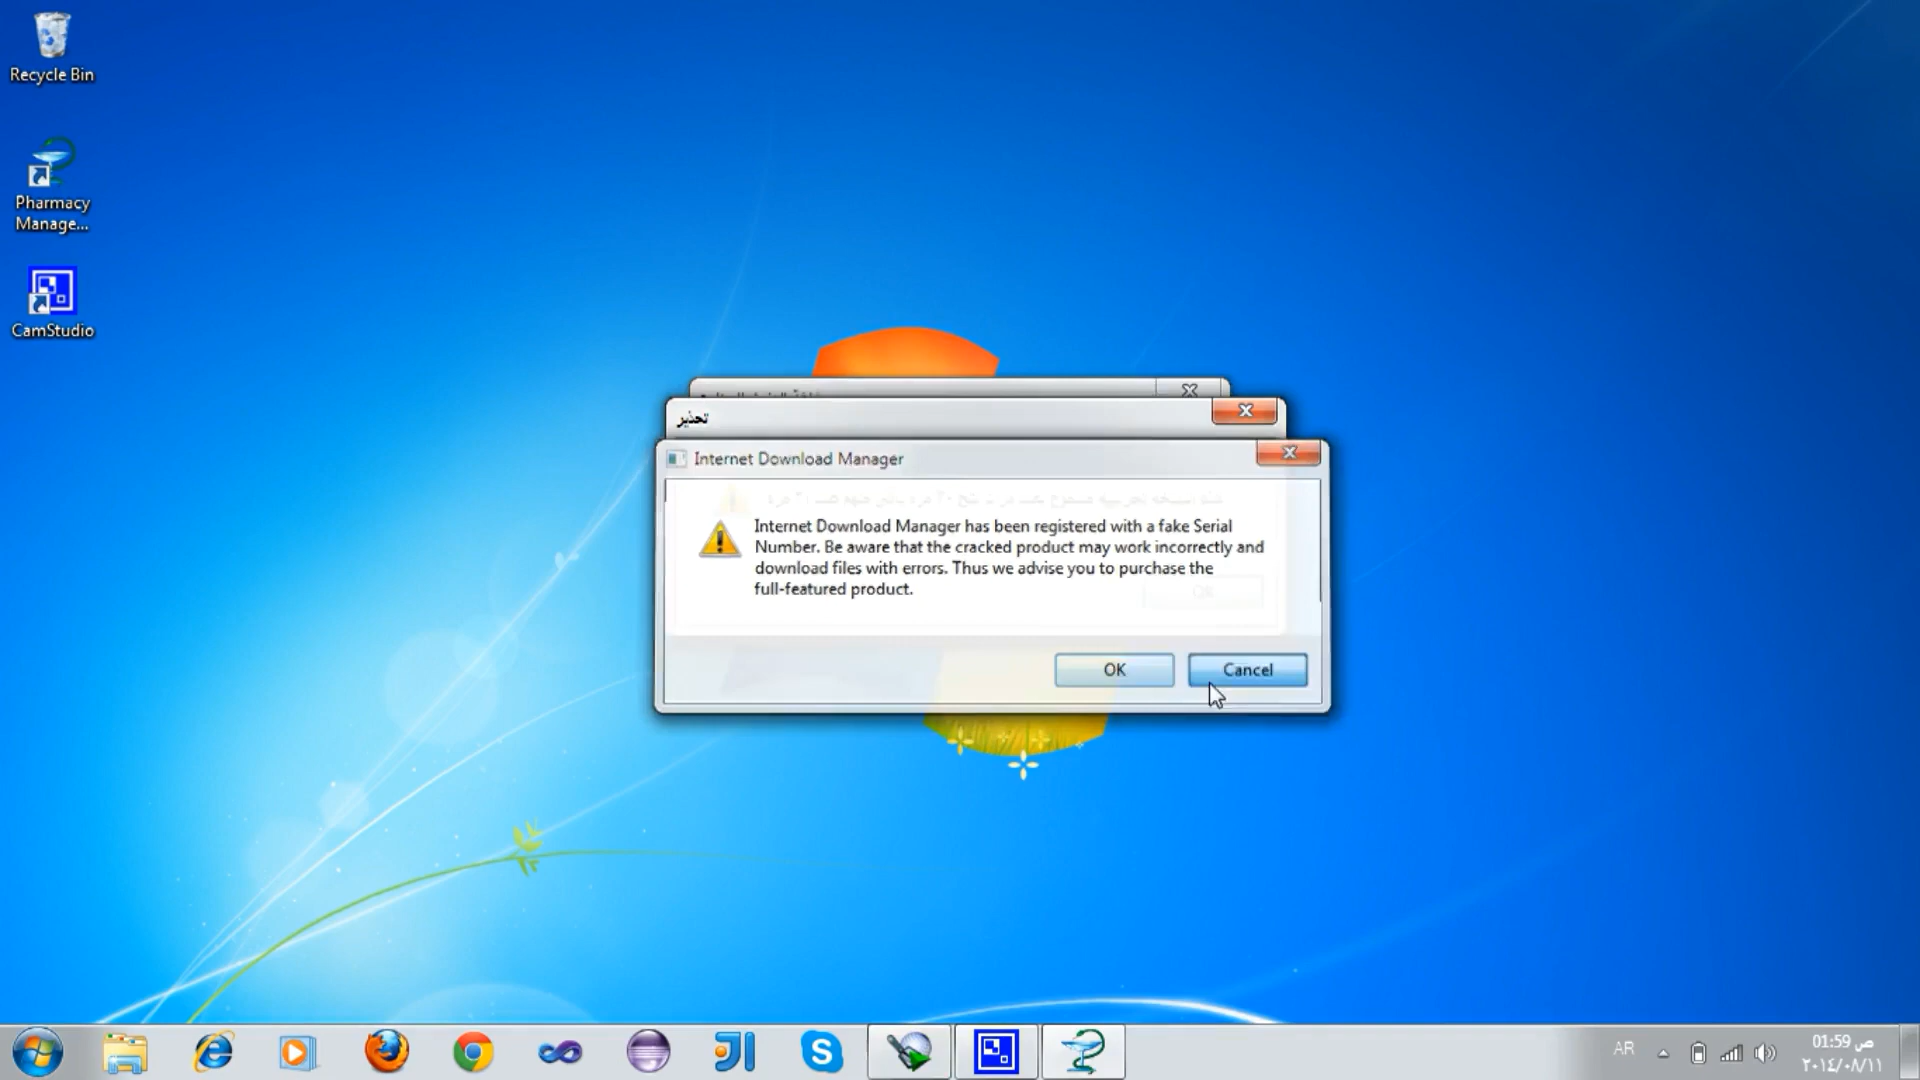 Recycle Bin
Pharmacy
Manage...
CamStudio
تحذير
Internet Download Manager
Internet Download Manager has been registered with a fake Serial
Number. Be aware that the cracked product may work incorrectly and
download files with errors. Thus we advise you to purchase the
full-featured product.
OK
OK
Cancel
AR
01:59 ص
٢٠١٤/٠٨/١١